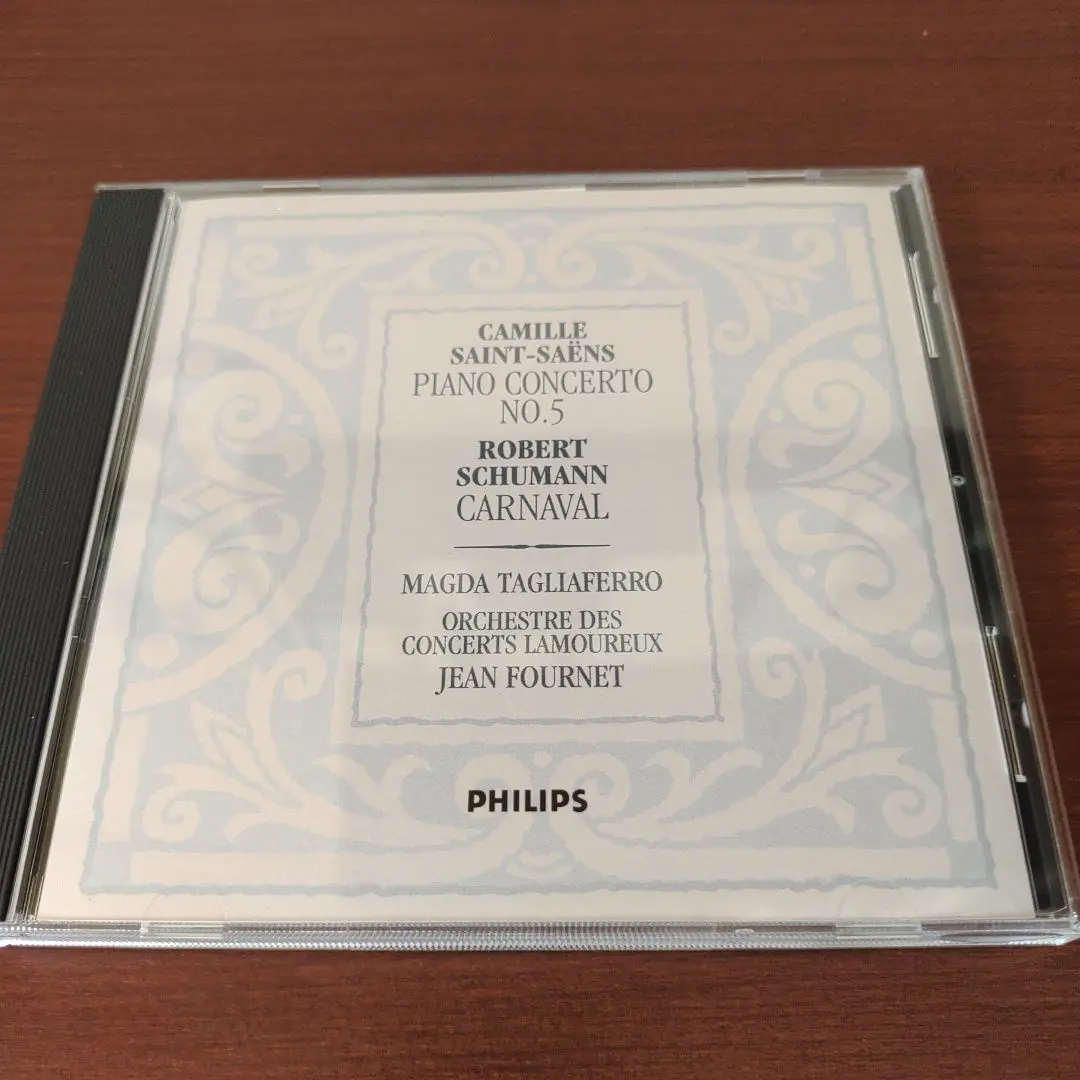 CAMILLE
SAINT-SAËNS
PIANO CONCERTO
NO.5
ROBERT
SCHUMANN
CARNAVAL
MAGDA TAGLIAFERRO
ORCHESTRE DES
CONCERTS LAMOUREUX
JEAN FOURNET
PHILIPS